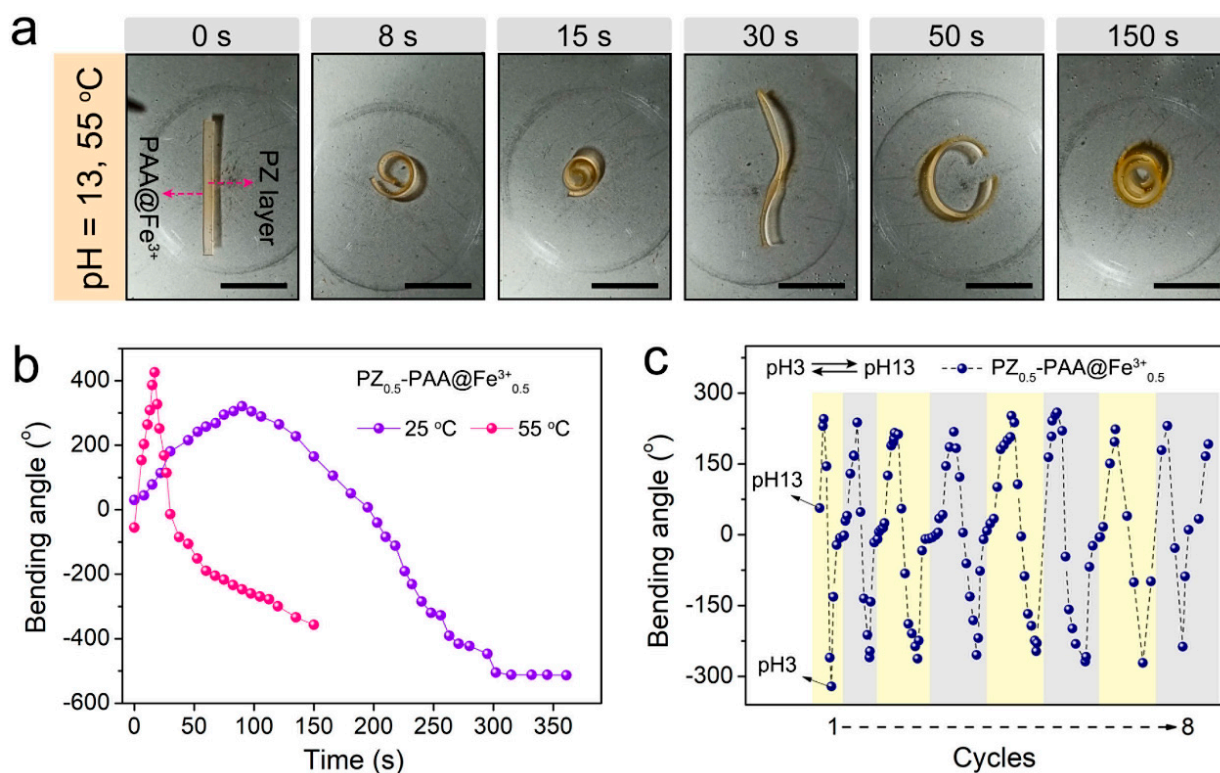 a
0 s
8 s
15 s
30 s
50 s
150 s
pH = 13, 55 °C
PAA@Fe³⁺
PZ layer
b
PZ₀.₅-PAA@Fe³⁺₀.₅
25 °C
55 °C
400
200
0
-200
-400
-600
Bending angle (°)
0
50
100
150
200
250
300
350
Time (s)
c
pH3
pH13
PZ₀.₅-PAA@Fe³⁺₀.₅
300
150
0
-150
-300
Bending angle (°)
pH13
pH3
1
8
Cycles